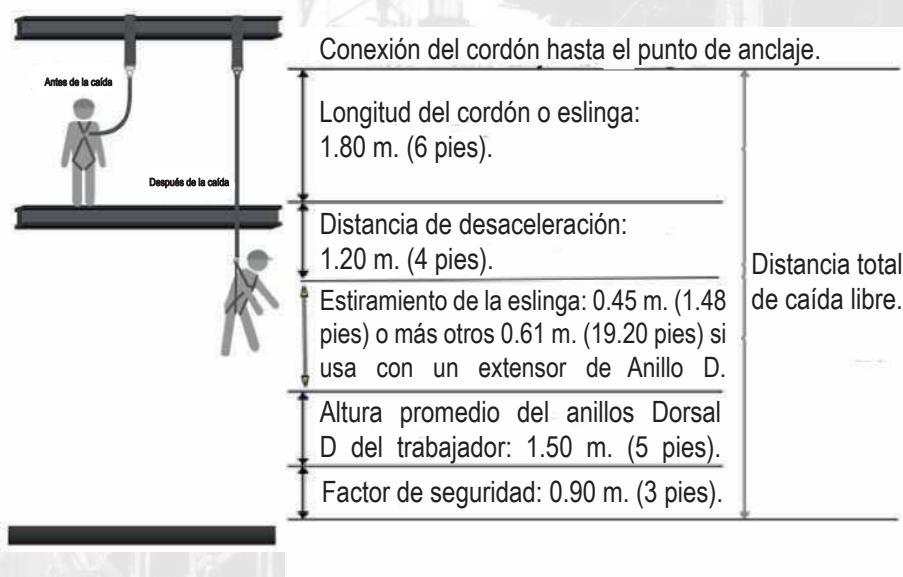 Conexión del cordón hasta el punto de anclaje.
Antes de la caída
Longitud del cordón o eslinga:
1.80 m. (6 pies).
Después de la caída
Distancia de desaceleración:
1.20 m. (4 pies).
Distancia total
de caída libre.
Estiramiento de la eslinga: 0.45 m. (1.48
pies) o más otros 0.61 m. (19.20 pies) si
usa con un extensor de Anillo D.
Altura promedio del anillos Dorsal
D del trabajador: 1.50 m. (5 pies).
Factor de seguridad: 0.90 m. (3 pies).